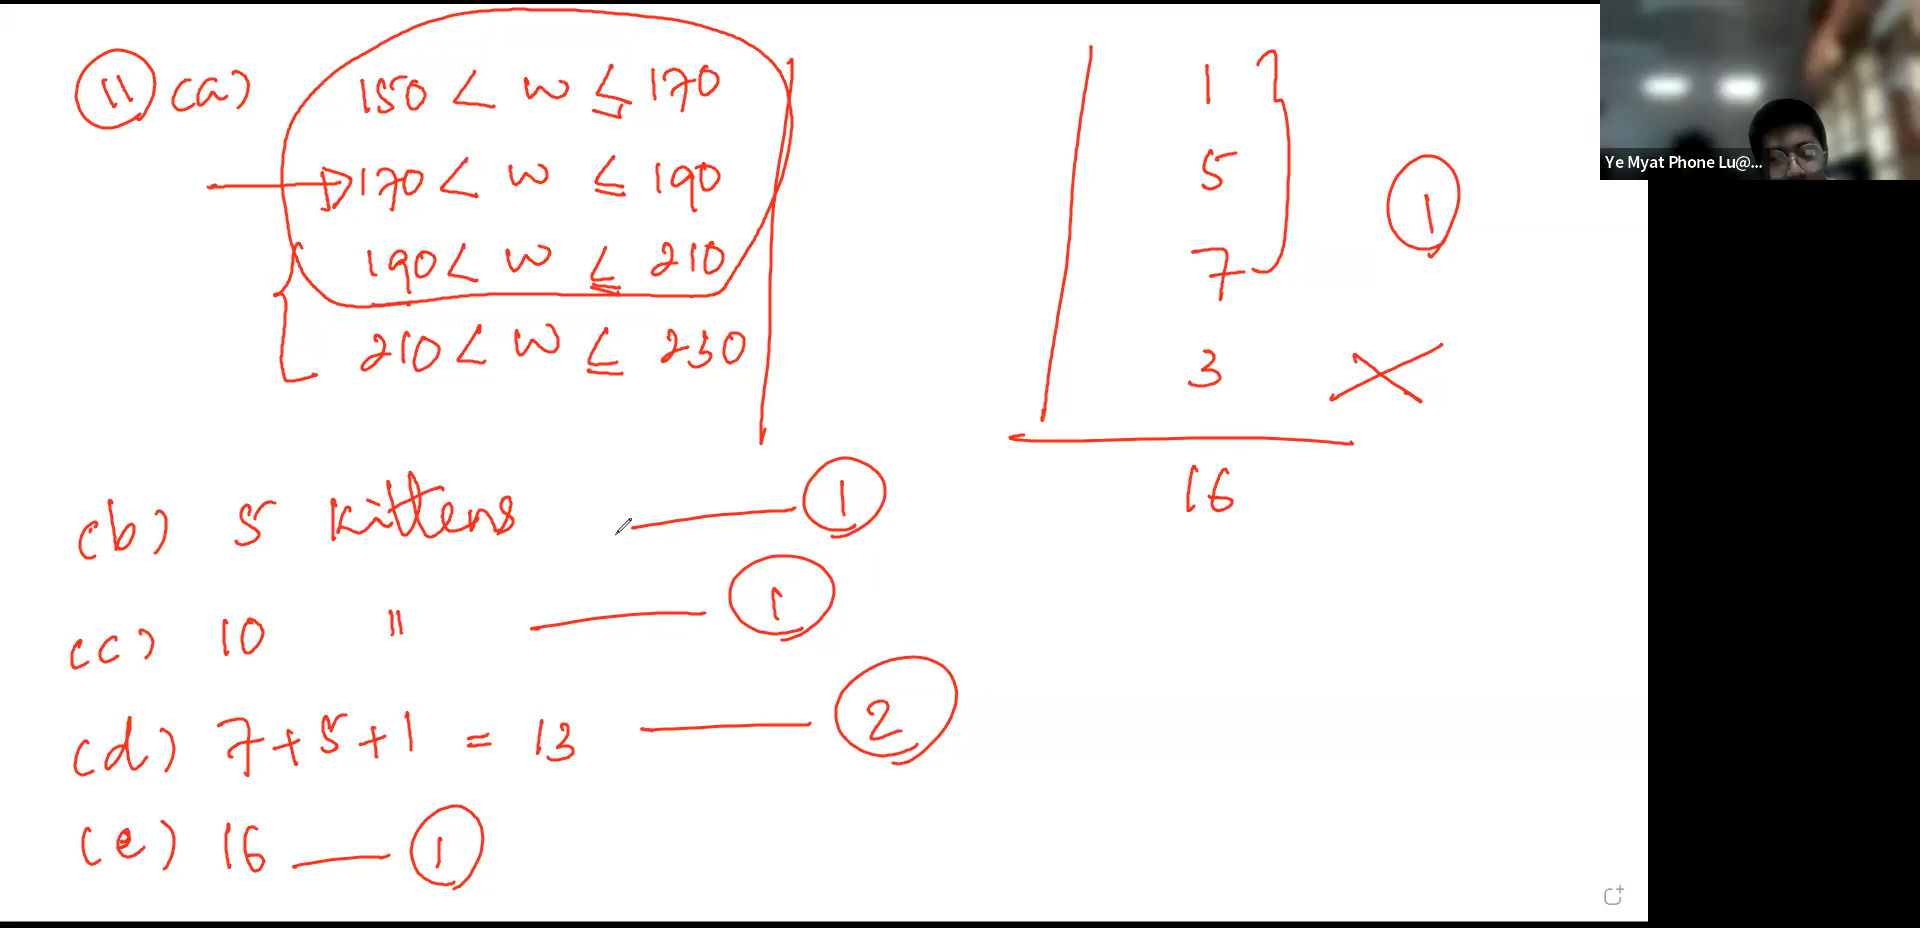 11 (a) 150 < w ≤ 170 1
170 < w ≤ 190 5 1
190 < w ≤ 210 7
210 < w ≤ 230 3
16
(b) 5 kittens 1
(c) 10 " 1
(d) 7 + 5 + 1 = 13 2
(e) 16 1
Ye Myat Phone Lu@...